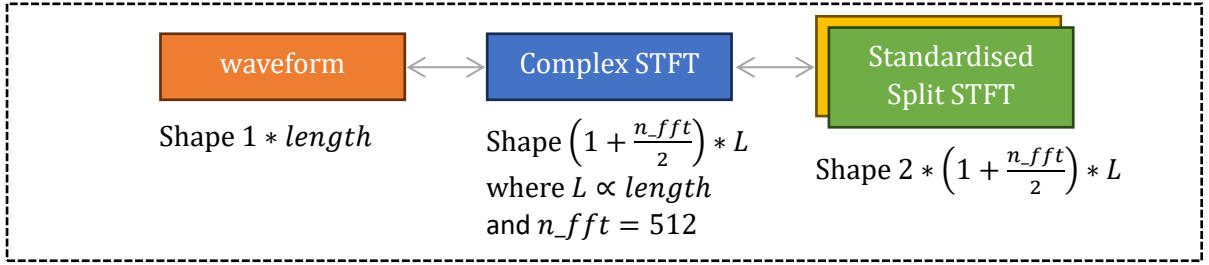 waveform
Shape 1 ∗ length
Complex STFT
Shape (1 + n_fft/2) ∗ L
where L ∝ length
and n_fft = 512
Standardised
Split STFT
Shape 2 ∗ (1 + n_fft/2) ∗ L